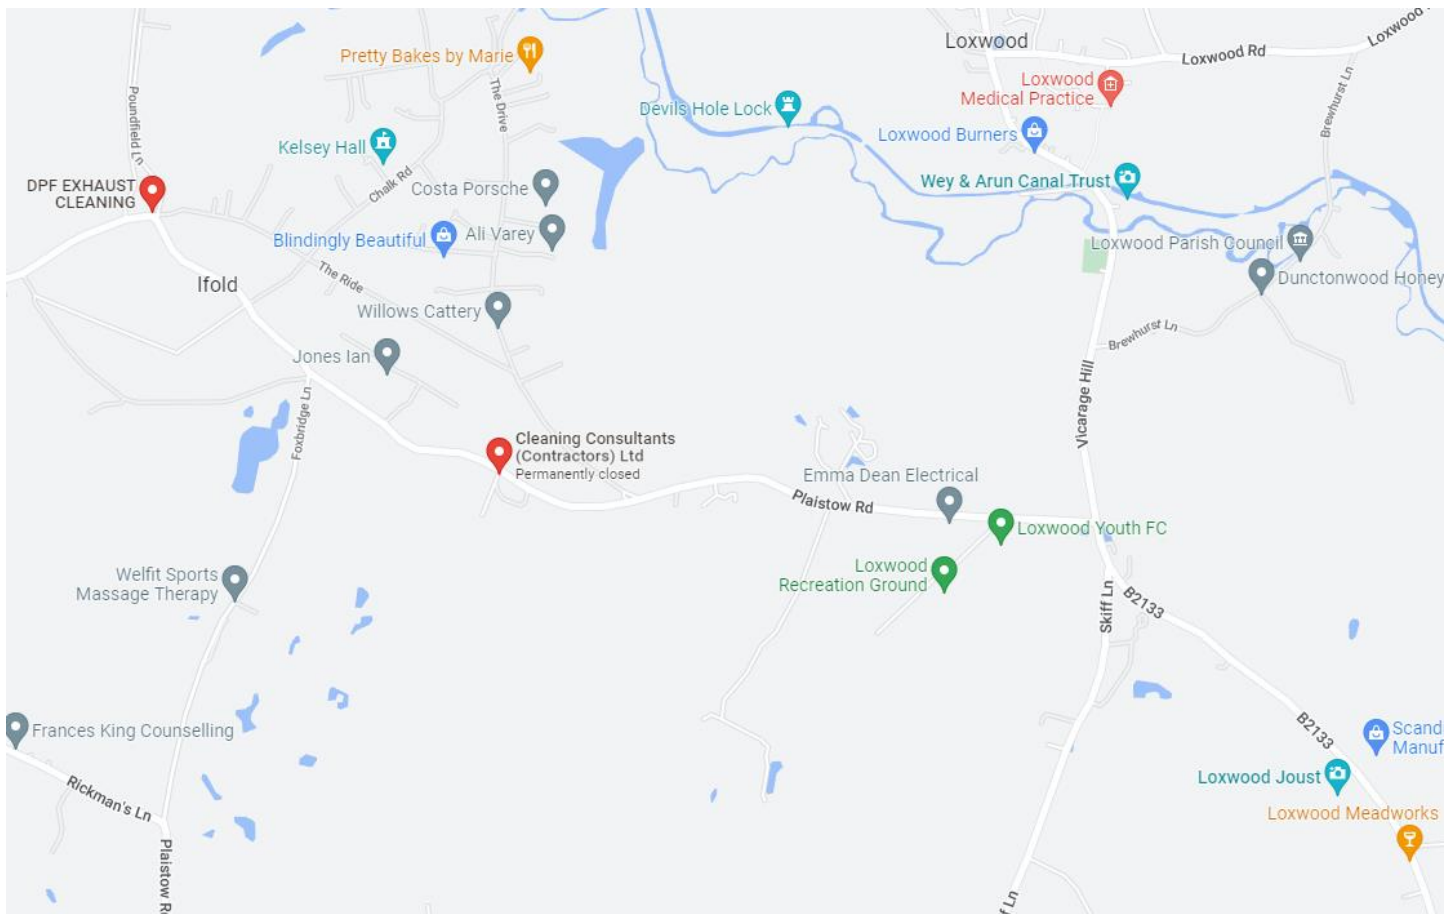 Loxwood
Loxwood Rd
Loxwood
Pretty Bakes by Marie
The Drive
Poundfield Ln
Loxwood
Medical Practice
Brewhurst Ln
Devils Hole Lock
Loxwood Burners
Kelsey Hall
Chalk Rd
Costa Porsche
Wey & Arun Canal Trust
DPF EXHAUST
CLEANING
Blindingly Beautiful
Ali Varey
Loxwood Parish Council
Dunctonwood Honey
The Ride
Ifold
Willows Cattery
Brewhurst Ln
Jones Ian
Vicarage Hill
Foxbridge Ln
Cleaning Consultants
(Contractors) Ltd
Permanently closed
Emma Dean Electrical
Plaistow Rd
Loxwood Youth FC
Loxwood
Recreation Ground
Welfit Sports
Massage Therapy
Skiff Ln
B2133
Frances King Counselling
B2133
Scand
Manuf
Loxwood Joust
Rickman's Ln
Loxwood Meadworks
Plaistow R
f Ln